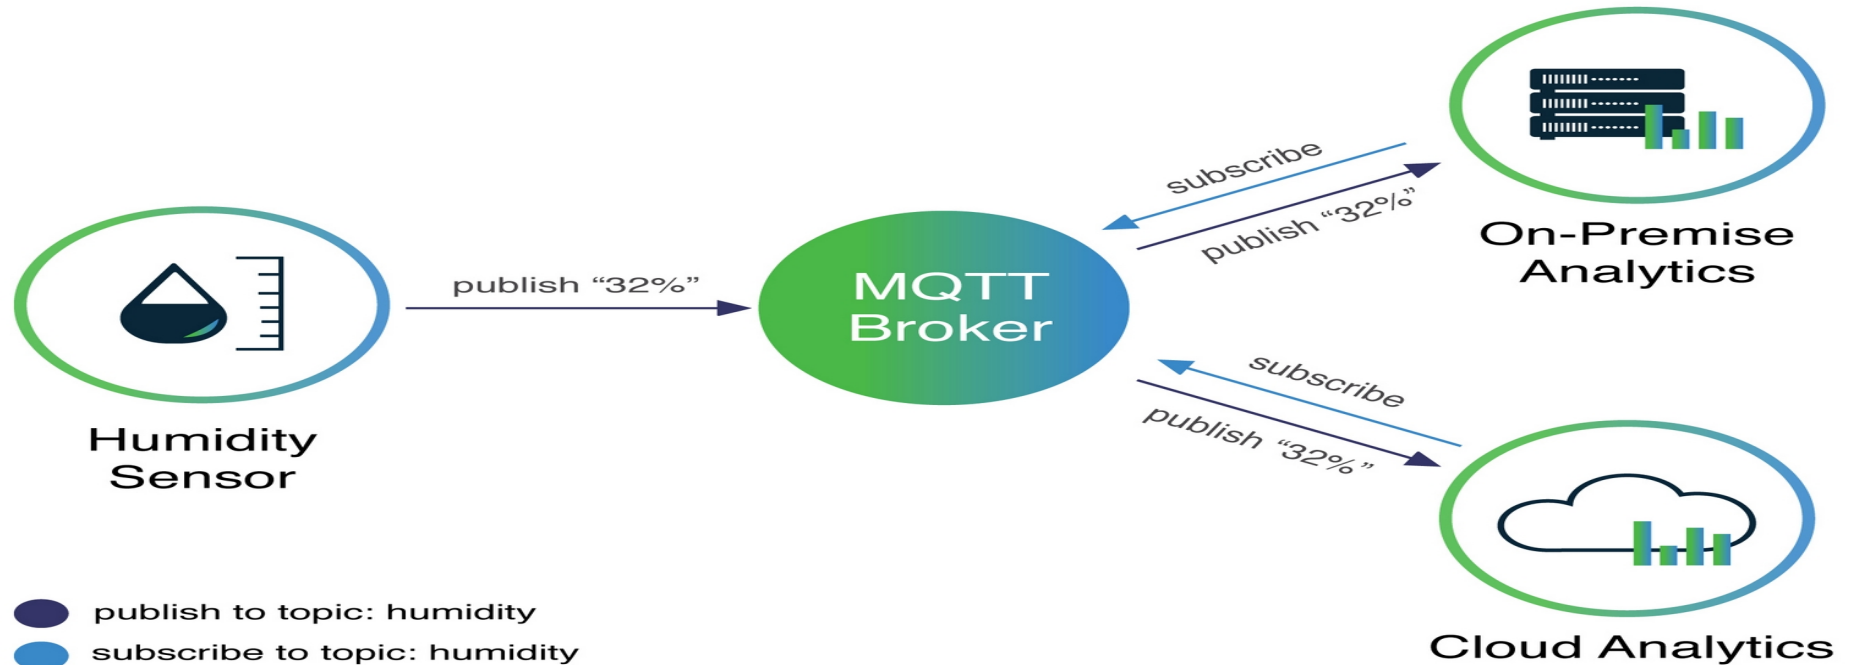 publish “32%”
Humidity
Sensor
MQTT
Broker
subscribe
publish “32%”
On-Premise
Analytics
subscribe
publish “32%”
Cloud Analytics
publish to topic: humidity
subscribe to topic: humidity